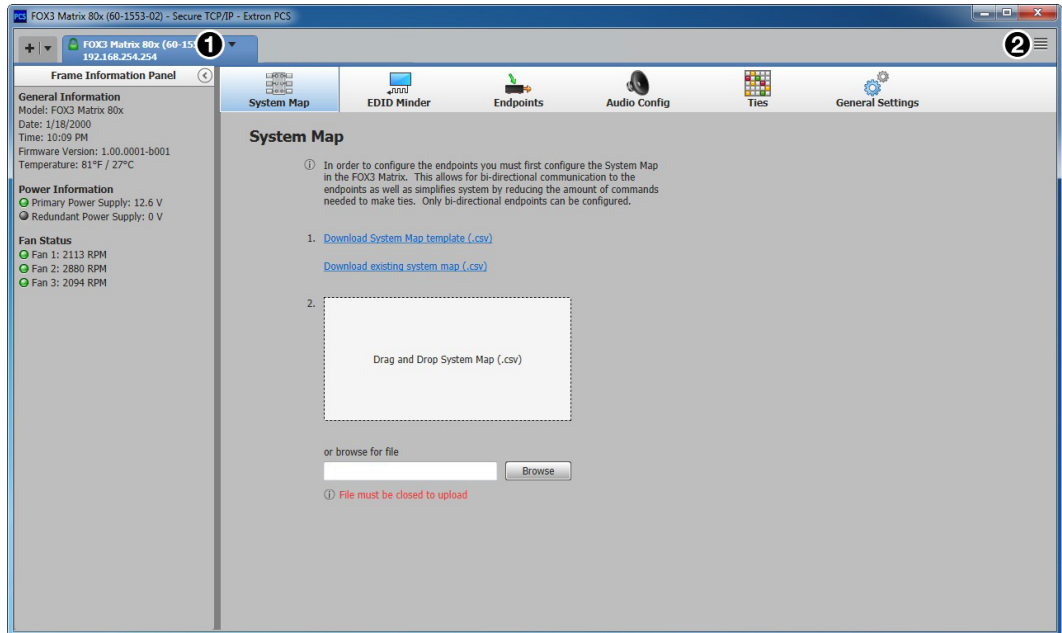 PCS FOX3 Matrix 80x (60-1553-02) - Secure TCP/IP - Extron PCS
FOX3 Matrix 80x (60-15
192.168.254.254
1
2
Frame Information Panel
General Information
Model: FOX3 Matrix 80x
Date: 1/18/2000
Time: 10:09 PM
Firmware Version: 1.00.0001-b001
Temperature: 81°F / 27°C
Power Information
Primary Power Supply: 12.6 V
Redundant Power Supply: 0 V
Fan Status
Fan 1: 2113 RPM
Fan 2: 2880 RPM
Fan 3: 2094 RPM
System Map
EDID Minder
Endpoints
Audio Config
Ties
General Settings
System Map
In order to configure the endpoints you must first configure the System Map
in the FOX3 Matrix. This allows for bi-directional communication to the
endpoints as well as simplifies system by reducing the amount of commands
needed to make ties. Only bi-directional endpoints can be configured.
1. Download System Map template (.csv)
Download existing system map (.csv)
2.
Drag and Drop System Map (.csv)
or browse for file
Browse
File must be closed to upload